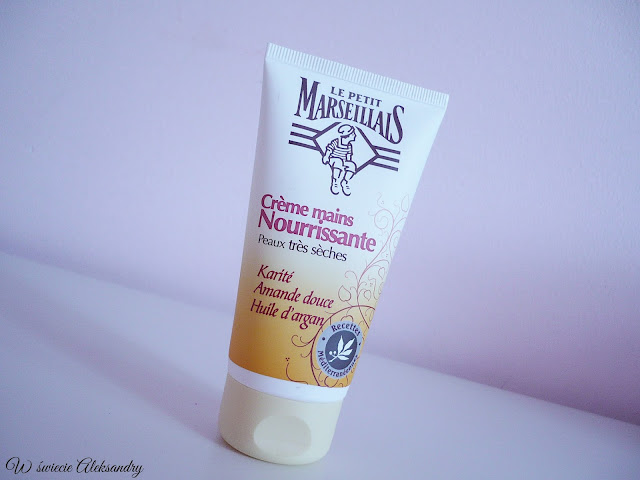 LE PETIT
MARSEILLAIS
Crème mains
Nourrissante
Peaux très sèches
Karité
Amande douce
Huile d'argan
Recettes
Méditerranéennes
W świecie Aleksandry